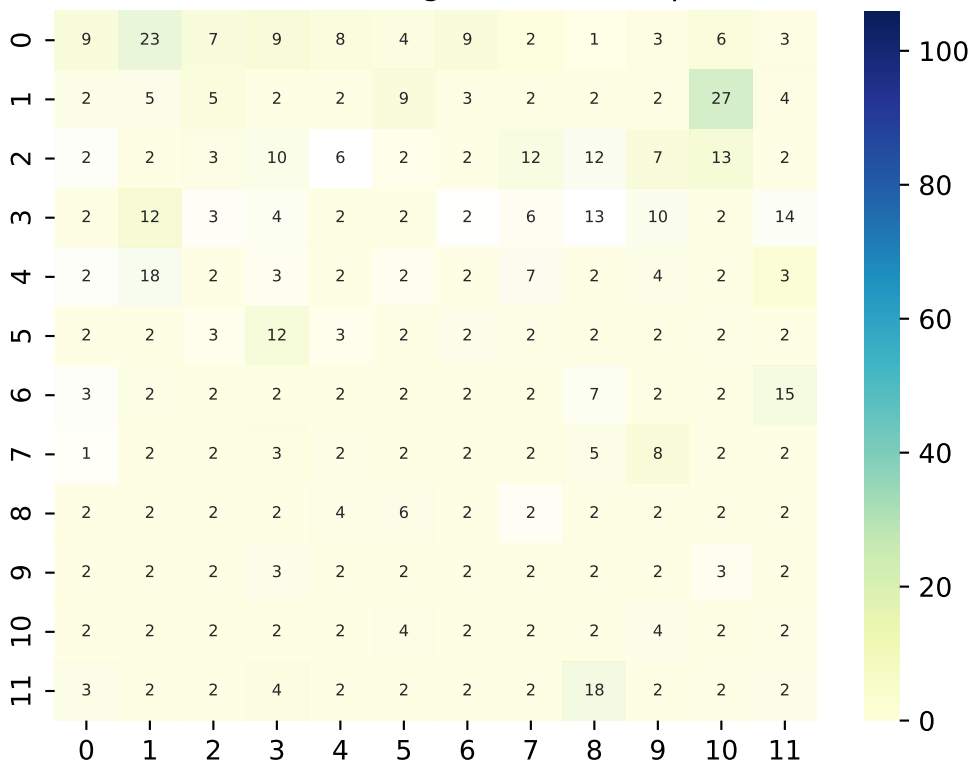 0 9 23 7 9 8 4 9 2 1 3 6 3
1 2 5 5 2 2 9 3 2 2 2 27 4
2 2 2 3 10 6 2 2 12 12 7 13 2
3 2 12 3 4 2 2 2 6 13 10 2 14
4 2 18 2 3 2 2 2 7 2 4 2 3
5 2 2 3 12 3 2 2 2 2 2 2 2
6 3 2 2 2 2 2 2 2 7 2 2 15
7 1 2 2 3 2 2 2 2 5 8 2 2
8 2 2 2 2 4 6 2 2 2 2 2 2
9 2 2 2 3 2 2 2 2 2 2 3 2
10 2 2 2 2 2 4 2 2 2 4 2 2
11 3 2 2 4 2 2 2 2 18 2 2 2
0 1 2 3 4 5 6 7 8 9 10 11
100
80
60
40
20
0